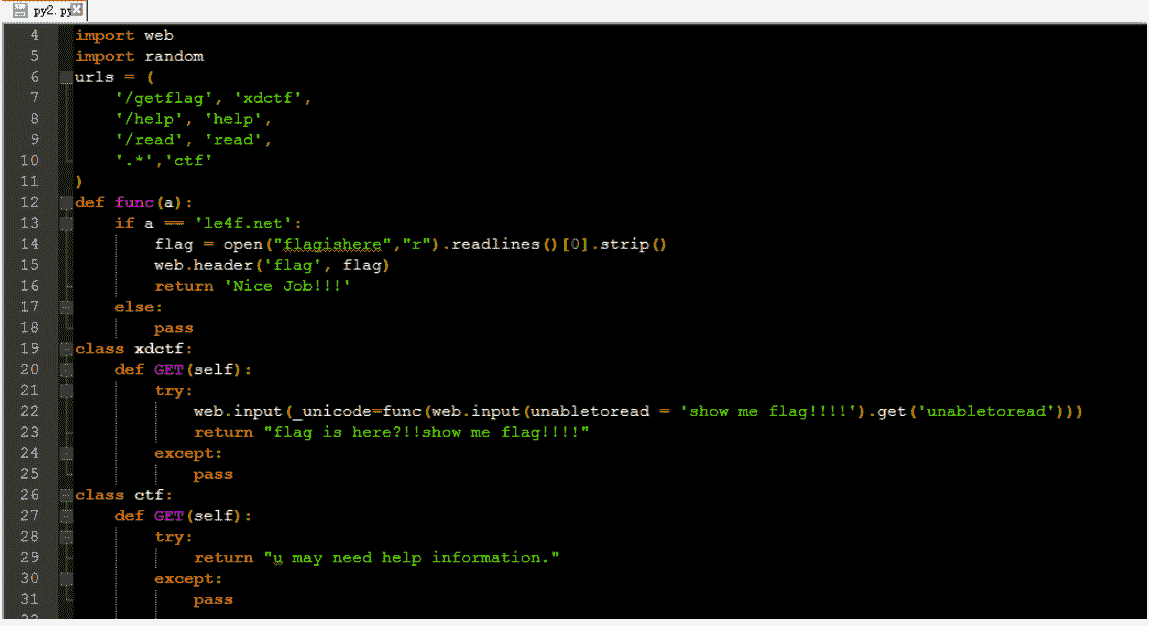 py2.py
4 import web
5 import random
6 urls = (
7     '/getflag', 'xdctf',
8     '/help', 'help',
9     '/read', 'read',
10     '.*','ctf'
11 )
12 def func(a):
13     if a == 'le4f.net':
14         flag = open("flagishere","r").readlines()[0].strip()
15         web.header('flag', flag)
16         return 'Nice Job!!!'
17     else:
18         pass
19 class xdctf:
20     def GET(self):
21         try:
22             web.input(_unicode=func(web.input(unabletoread = 'show me flag!!!!').get('unabletoread')))
23             return "flag is here?!!show me flag!!!!"
24         except:
25             pass
26 class ctf:
27     def GET(self):
28         try:
29             return "u may need help information."
30         except:
31             pass